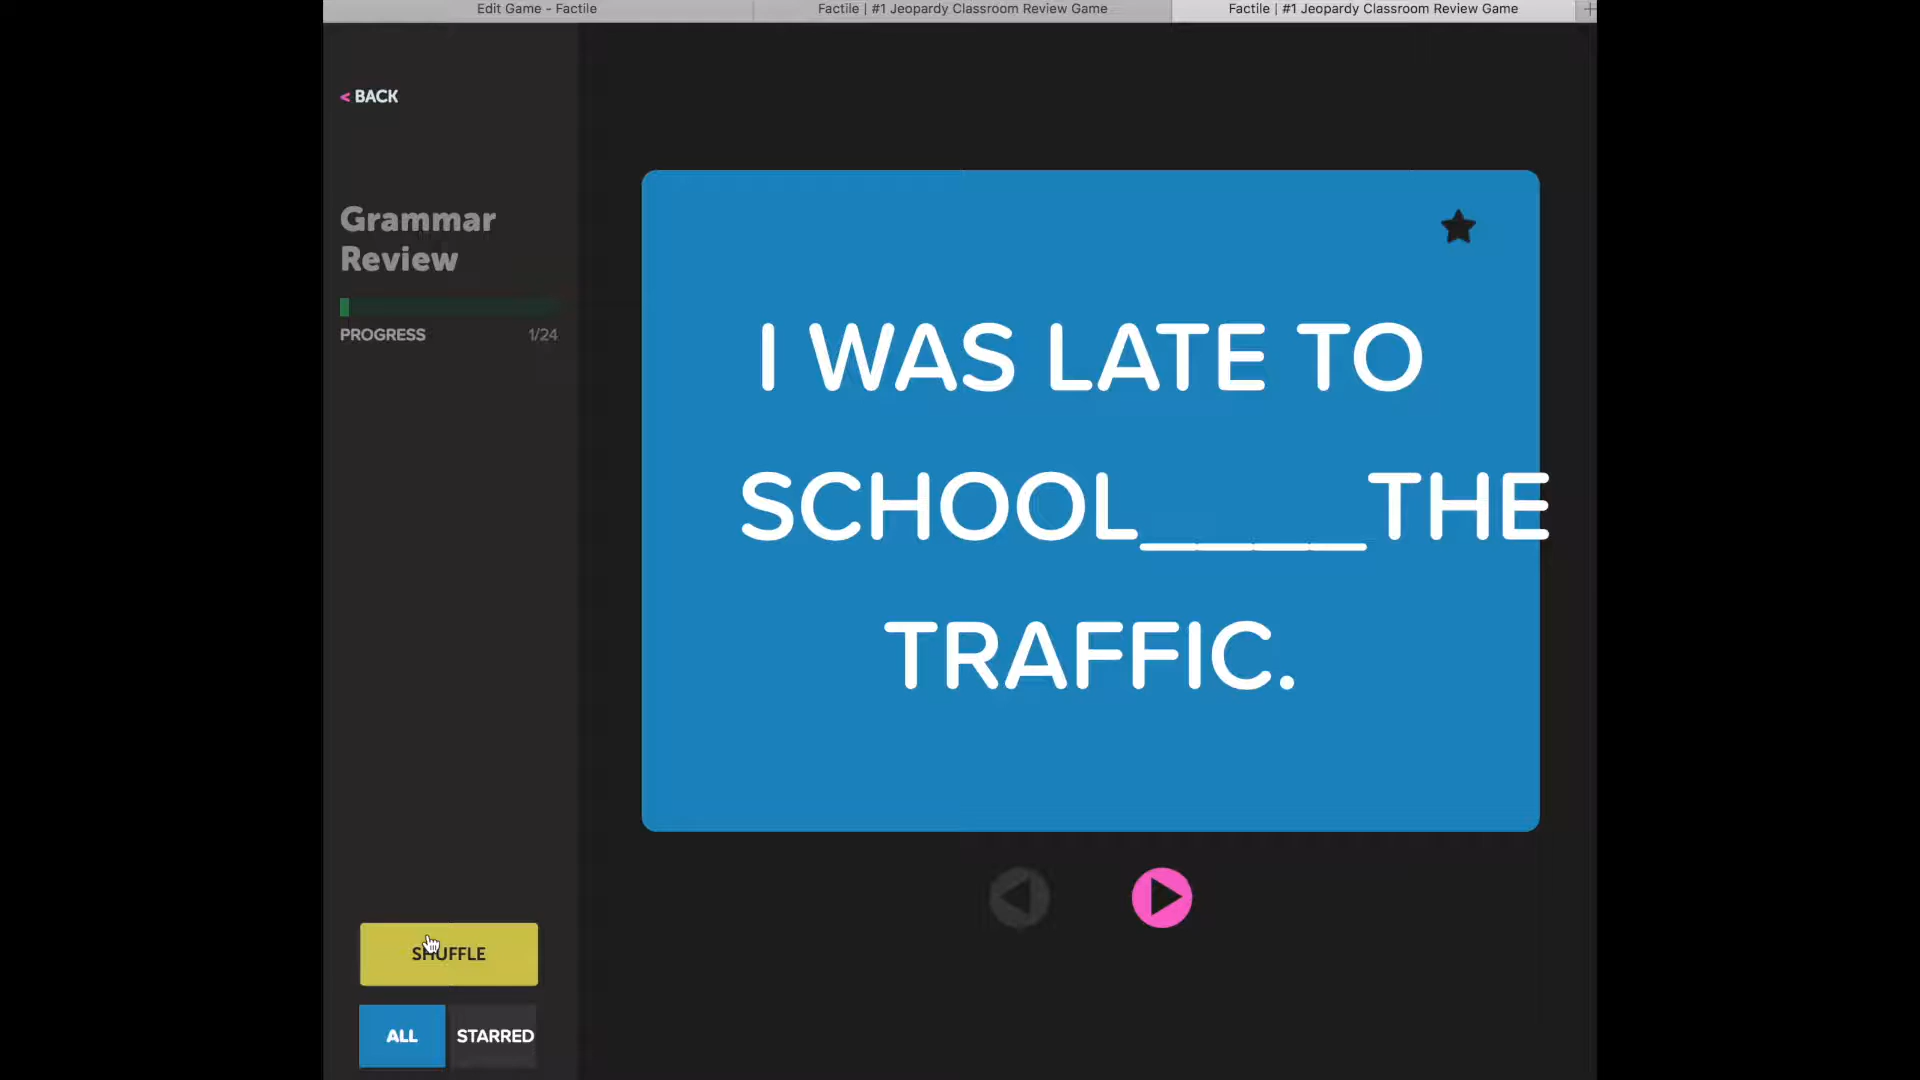 Edit Game - Factile
Factile | #1 Jeopardy Classroom Review Game
Factile | #1 Jeopardy Classroom Review Game
< BACK
Grammar
Review
PROGRESS 1/24
I WAS LATE TO
SCHOOL____THE
TRAFFIC.
SHUFFLE
ALL STARRED